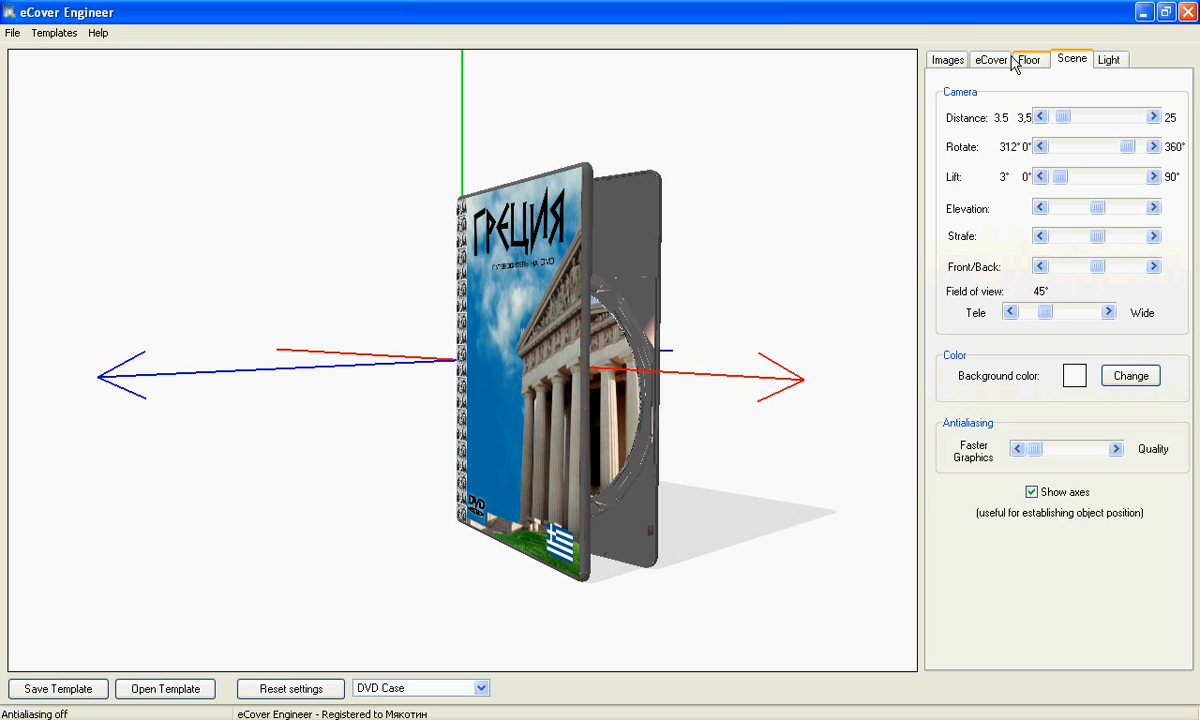 eCover Engineer
File Templates Help
Images eCover Floor Scene Light
Camera
Distance: 3.5 3,5 25
Rotate: 312° 0° 360°
Lift: 3° 0° 90°
Elevation:
Strafe:
Front/Back:
Field of view: 45°
Tele Wide
Color
Background color: Change
Antialiasing
Faster Graphics Quality
Show axes
(useful for establishing object position)
ГРЕЦИЯ
ПУТЕВОДИТЕЛЬ НА DVD
DVD
Save Template Open Template Reset settings DVD Case
Antialiasing off eCover Engineer - Registered to Мякотин